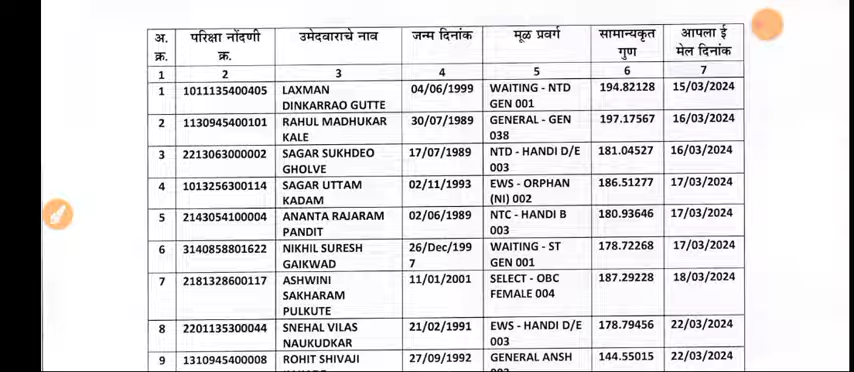 अ. क्र. परिक्षा नोंदणी क्र. उमेदवाराचे नाव जन्म दिनांक मूळ प्रवर्ग सामान्यकृत गुण आपला ई मेल दिनांक
1 2 3 4 5 6 7
1 1011135400405 LAXMAN DINKARRAO GUTTE 04/06/1999 WAITING - NTD GEN 001 194.82128 15/03/2024
2 1130945400101 RAHUL MADHUKAR KALE 30/07/1989 GENERAL - GEN 038 197.17567 16/03/2024
3 2213063000002 SAGAR SUKHDEO GHOLVE 17/07/1989 NTD - HANDI D/E 003 181.04527 16/03/2024
4 1013256300114 SAGAR UTTAM KADAM 02/11/1993 EWS - ORPHAN (NI) 002 186.51277 17/03/2024
5 2143054100004 ANANTA RAJARAM PANDIT 02/06/1989 NTC - HANDI B 003 180.93646 17/03/2024
6 3140858801622 NIKHIL SURESH GAIKWAD 26/Dec/1997 WAITING - ST GEN 001 178.72268 17/03/2024
7 2181328600117 ASHWINI SAKHARAM PULKUTE 11/01/2001 SELECT - OBC FEMALE 004 187.29228 18/03/2024
8 2201135300044 SNEHAL VILAS NAUKUDKAR 21/02/1991 EWS - HANDI D/E 003 178.79456 22/03/2024
9 1310945400008 ROHIT SHIVAJI 27/09/1992 GENERAL ANSH 144.55015 22/03/2024